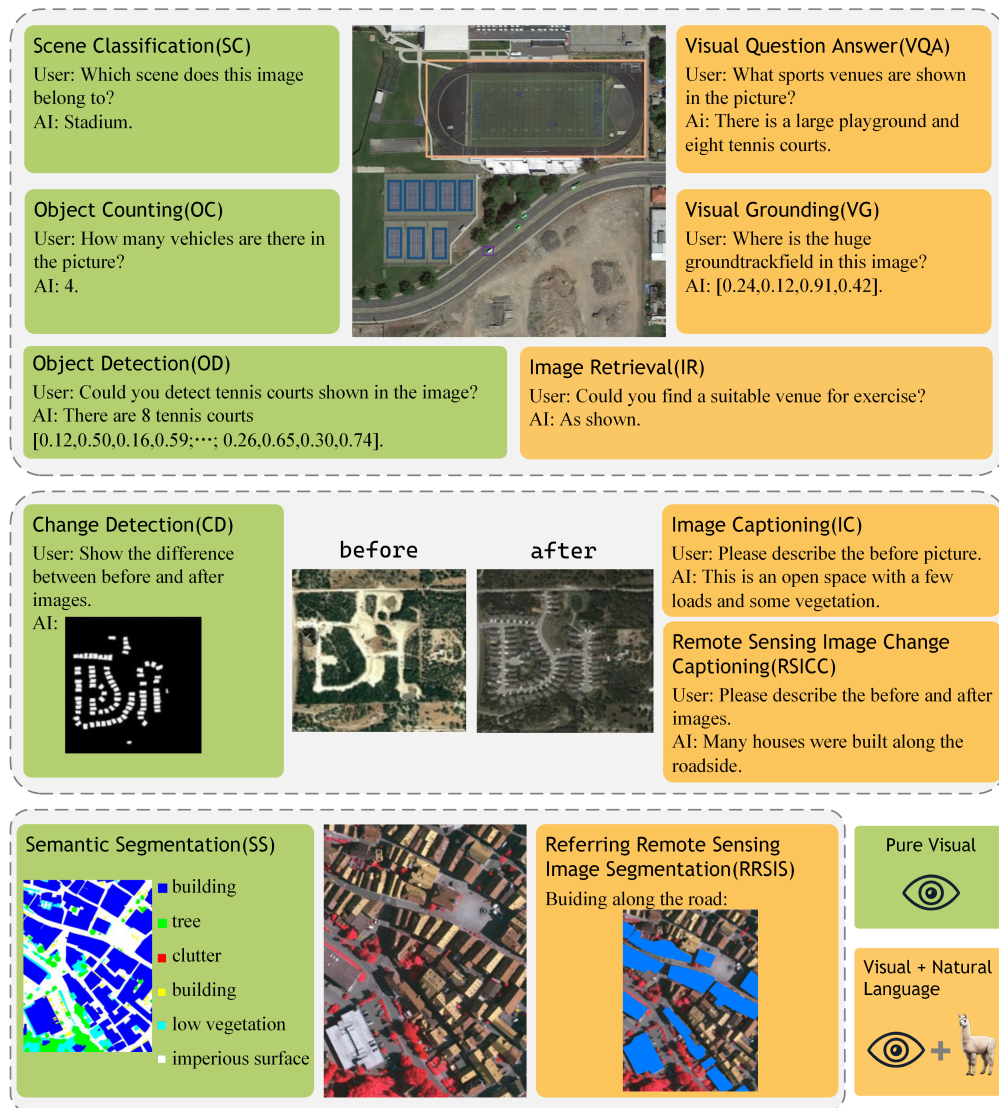 Scene Classification(SC)
User: Which scene does this image
belong to?
AI: Stadium.
Visual Question Answer(VQA)
User: What sports venues are shown
in the picture?
Ai: There is a large playground and
eight tennis courts.
Object Counting(OC)
User: How many vehicles are there in
the picture?
AI: 4.
Visual Grounding(VG)
User: Where is the huge
groundtrackfield in this image?
AI: [0.24,0.12,0.91,0.42].
Object Detection(OD)
User: Could you detect tennis courts shown in the image?
AI: There are 8 tennis courts
[0.12,0.50,0.16,0.59;⋯; 0.26,0.65,0.30,0.74].
Image Retrieval(IR)
User: Could you find a suitable venue for exercise?
AI: As shown.
Change Detection(CD)
User: Show the difference
between before and after
images.
AI:
before
after
Image Captioning(IC)
User: Please describe the before picture.
AI: This is an open space with a few
loads and some vegetation.
Remote Sensing Image Change
Captioning(RSICC)
User: Please describe the before and after
images.
AI: Many houses were built along the
roadside.
Semantic Segmentation(SS)
building
tree
clutter
building
low vegetation
imperious surface
Referring Remote Sensing
Image Segmentation(RRSIS)
Buiding along the road:
Pure Visual
Visual + Natural
Language
+